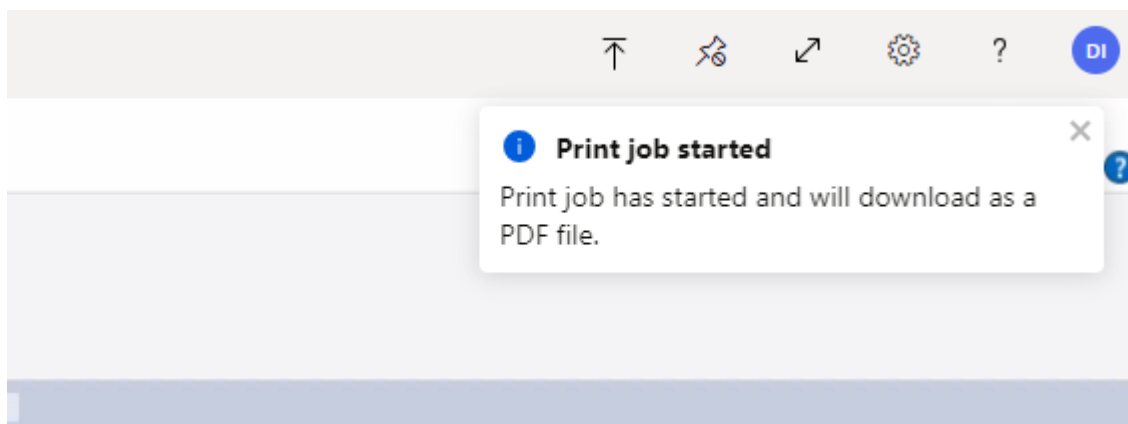 ?
DI
Print job started
Print job has started and will download as a
PDF file.
?